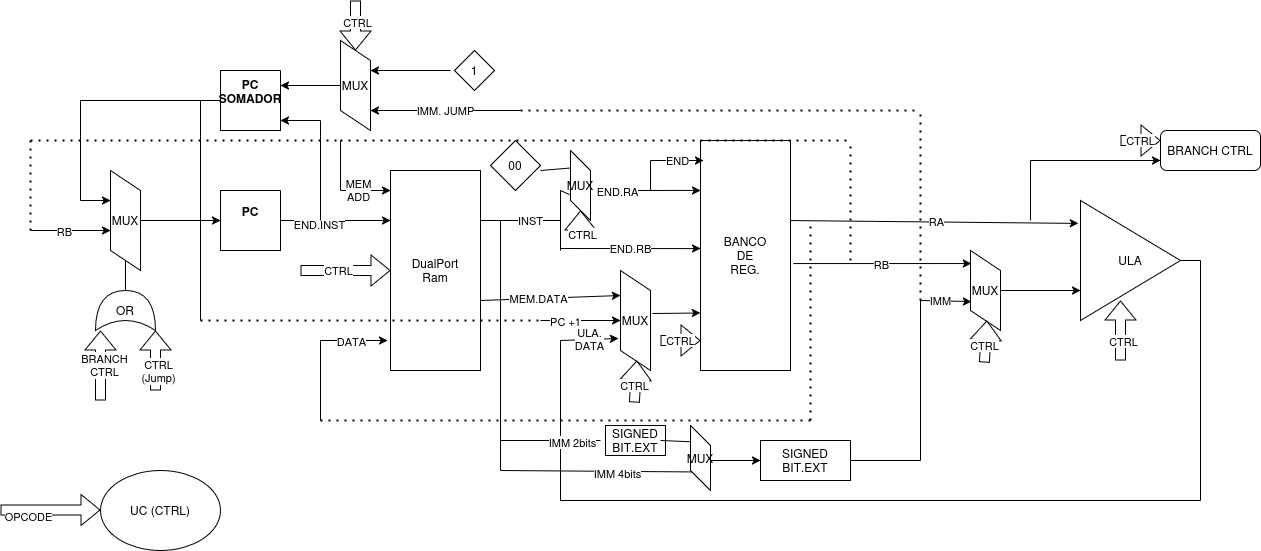 CTRL
PC
SOMADOR
MUX
1
IMM. JUMP
CTRL
BRANCH CTRL
00
MUX
END
END.RA
MEM
ADD
MUX
PC
END.INST
INST
CTRL
END.RB
RB
RA
CTRL
DualPort
Ram
BANCO
DE
REG.
RB
ULA
MEM.DATA
MUX
IMM
MUX
OR
PC +1
ULA.
DATA
DATA
CTRL
CTRL
CTRL
BRANCH
CTRL
CTRL
(Jump)
CTRL
IMM 2bits
SIGNED
BIT.EXT
MUX
SIGNED
BIT.EXT
IMM 4bits
OPCODE
UC (CTRL)